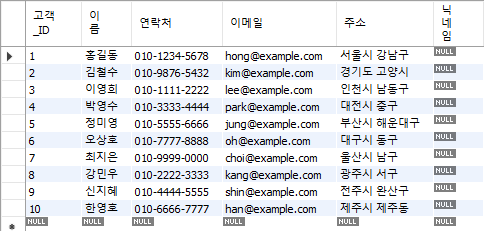 고객_ID 이름 연락처 이메일 주소 닉네임
1 홍길동 010-1234-5678 hong@example.com 서울시 강남구 NULL
2 김철수 010-9876-5432 kim@example.com 경기도 고양시 NULL
3 이영희 010-1111-2222 lee@example.com 인천시 남동구 NULL
4 박영수 010-3333-4444 park@example.com 대전시 중구 NULL
5 정미영 010-5555-6666 jung@example.com 부산시 해운대구 NULL
6 오상호 010-7777-8888 oh@example.com 대구시 동구 NULL
7 최지은 010-9999-0000 choi@example.com 울산시 남구 NULL
8 강민우 010-2222-3333 kang@example.com 광주시 서구 NULL
9 신지혜 010-4444-5555 shin@example.com 전주시 완산구 NULL
10 한영호 010-6666-7777 han@example.com 제주시 제주동 NULL
NULL NULL NULL NULL NULL NULL